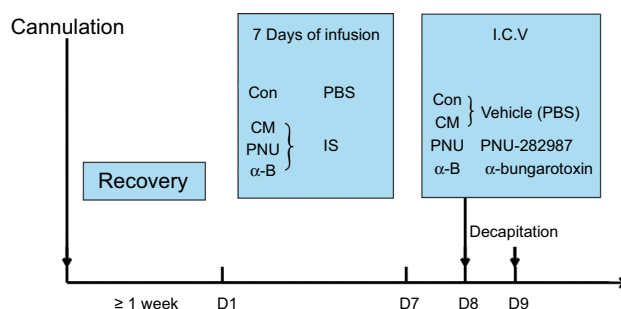 Cannulation
Recovery
7 Days of infusion
Con PBS
CM
PNU IS
α-B
I.C.V
Con
CM
Vehicle (PBS)
PNU PNU-282987
α-B α-bungarotoxin
Decapitation
≥ 1 week D1 D7 D8 D9